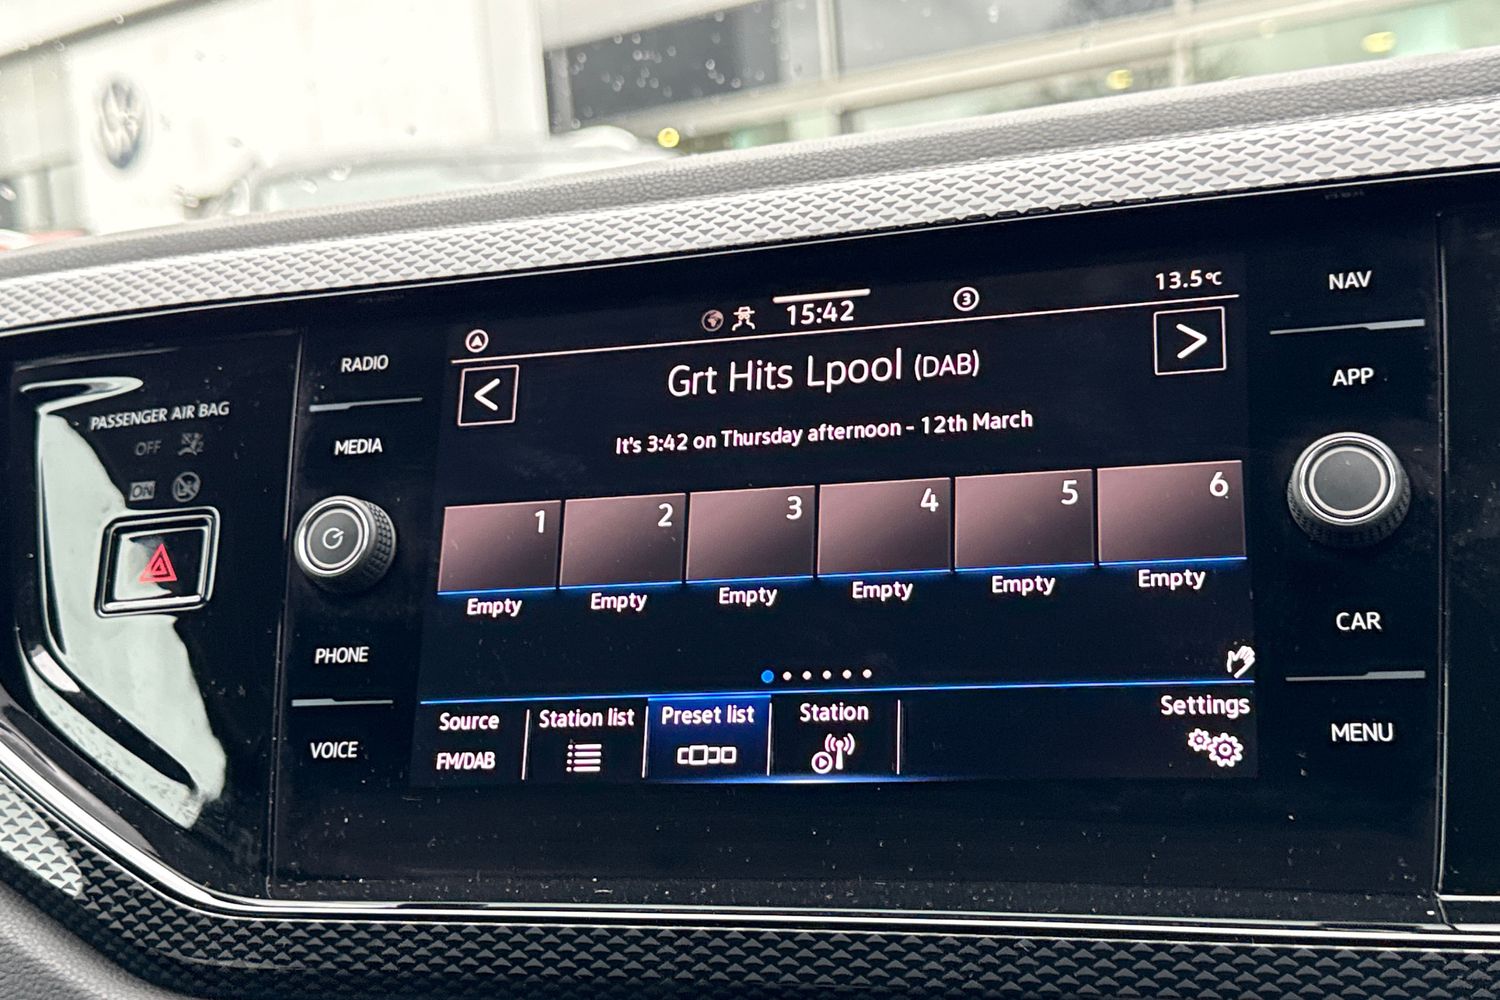 NAV
13.5°C
15:42
3
RADIO
APP
Grt Hits Lpool (DAB)
PASSENGER AIR BAG
OFF
ON
MEDIA
It's 3:42 on Thursday afternoon - 12th March
1 2 3 4 5 6
Empty Empty Empty Empty Empty Empty
CAR
PHONE
Source
FM/DAB
Station list
Preset list
Station
Settings
VOICE
MENU